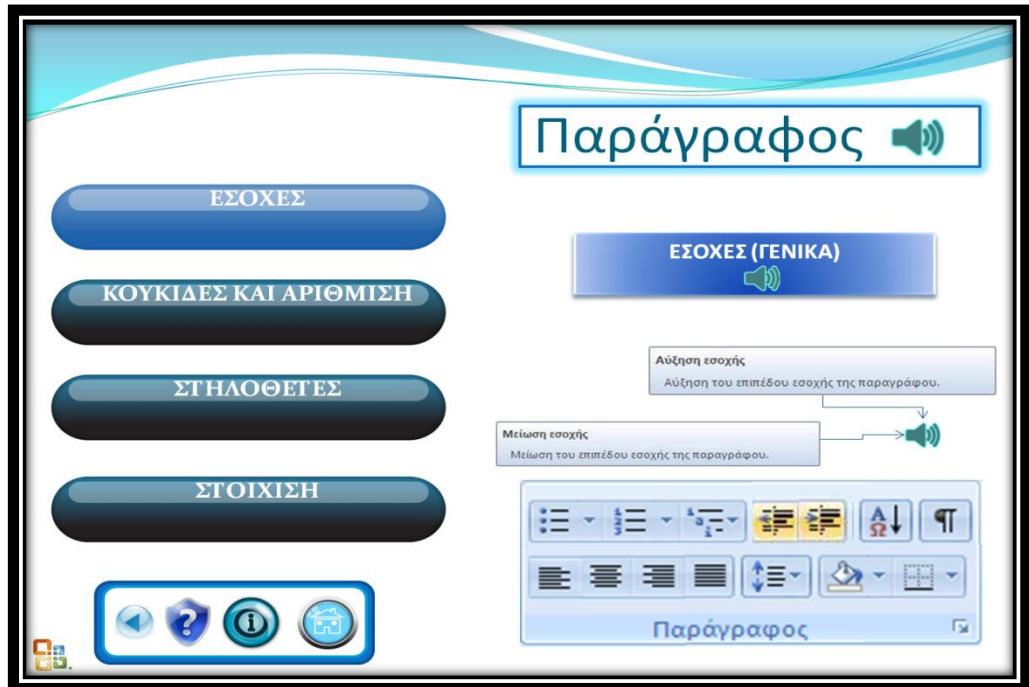 Παράγραφος
ΕΣΟΧΕΣ
ΚΟΥΚΙΔΕΣ ΚΑΙ ΑΡΙΘΜΙΣΗ
ΣΤΗΛΟΘΕΤΕΣ
ΣΤΟΙΧΙΣΗ
ΕΣΟΧΕΣ (ΓΕΝΙΚΑ)
Αύξηση εσοχής
Αύξηση του επιπέδου εσοχής της παραγράφου.
Μείωση εσοχής
Μείωση του επιπέδου εσοχής της παραγράφου.
Παράγραφος